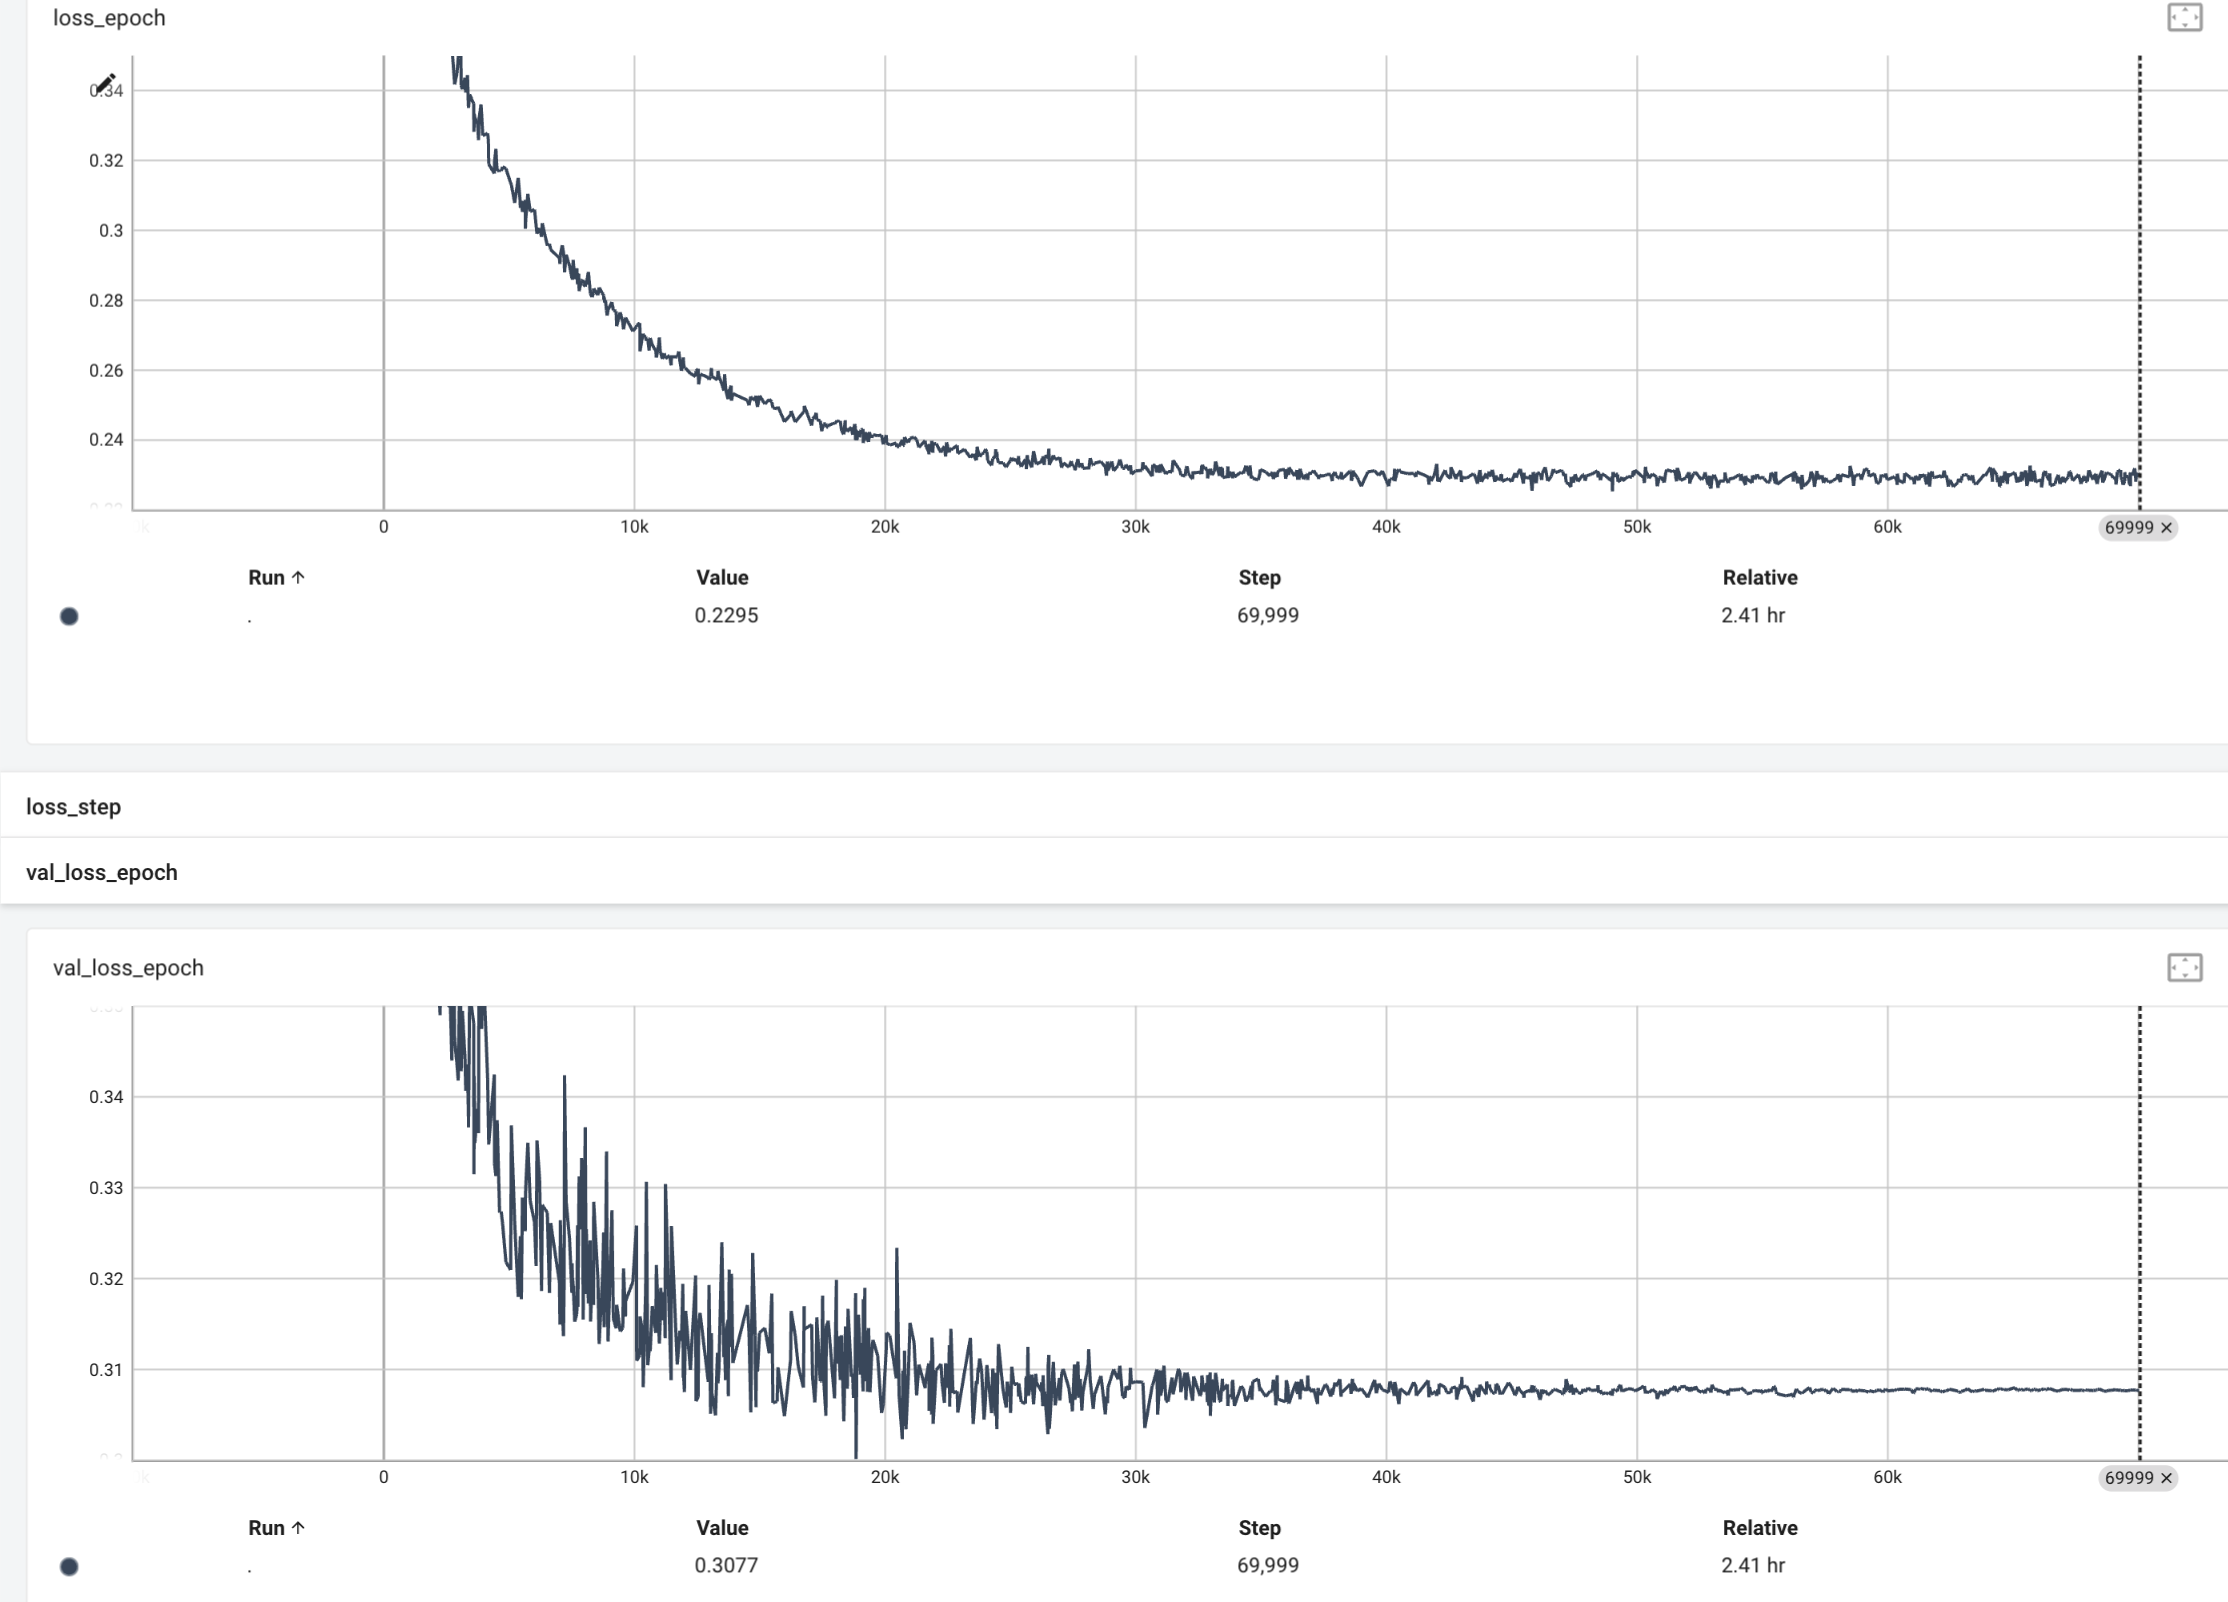 loss_epoch
0.34
0.32
0.3
0.28
0.26
0.24
0 10k 20k 30k 40k 50k 60k 69999 ×
Run ↑ Value Step Relative
. 0.2295 69,999 2.41 hr
loss_step
val_loss_epoch
val_loss_epoch
0.34
0.33
0.32
0.31
0 10k 20k 30k 40k 50k 60k 69999 ×
Run ↑ Value Step Relative
. 0.3077 69,999 2.41 hr